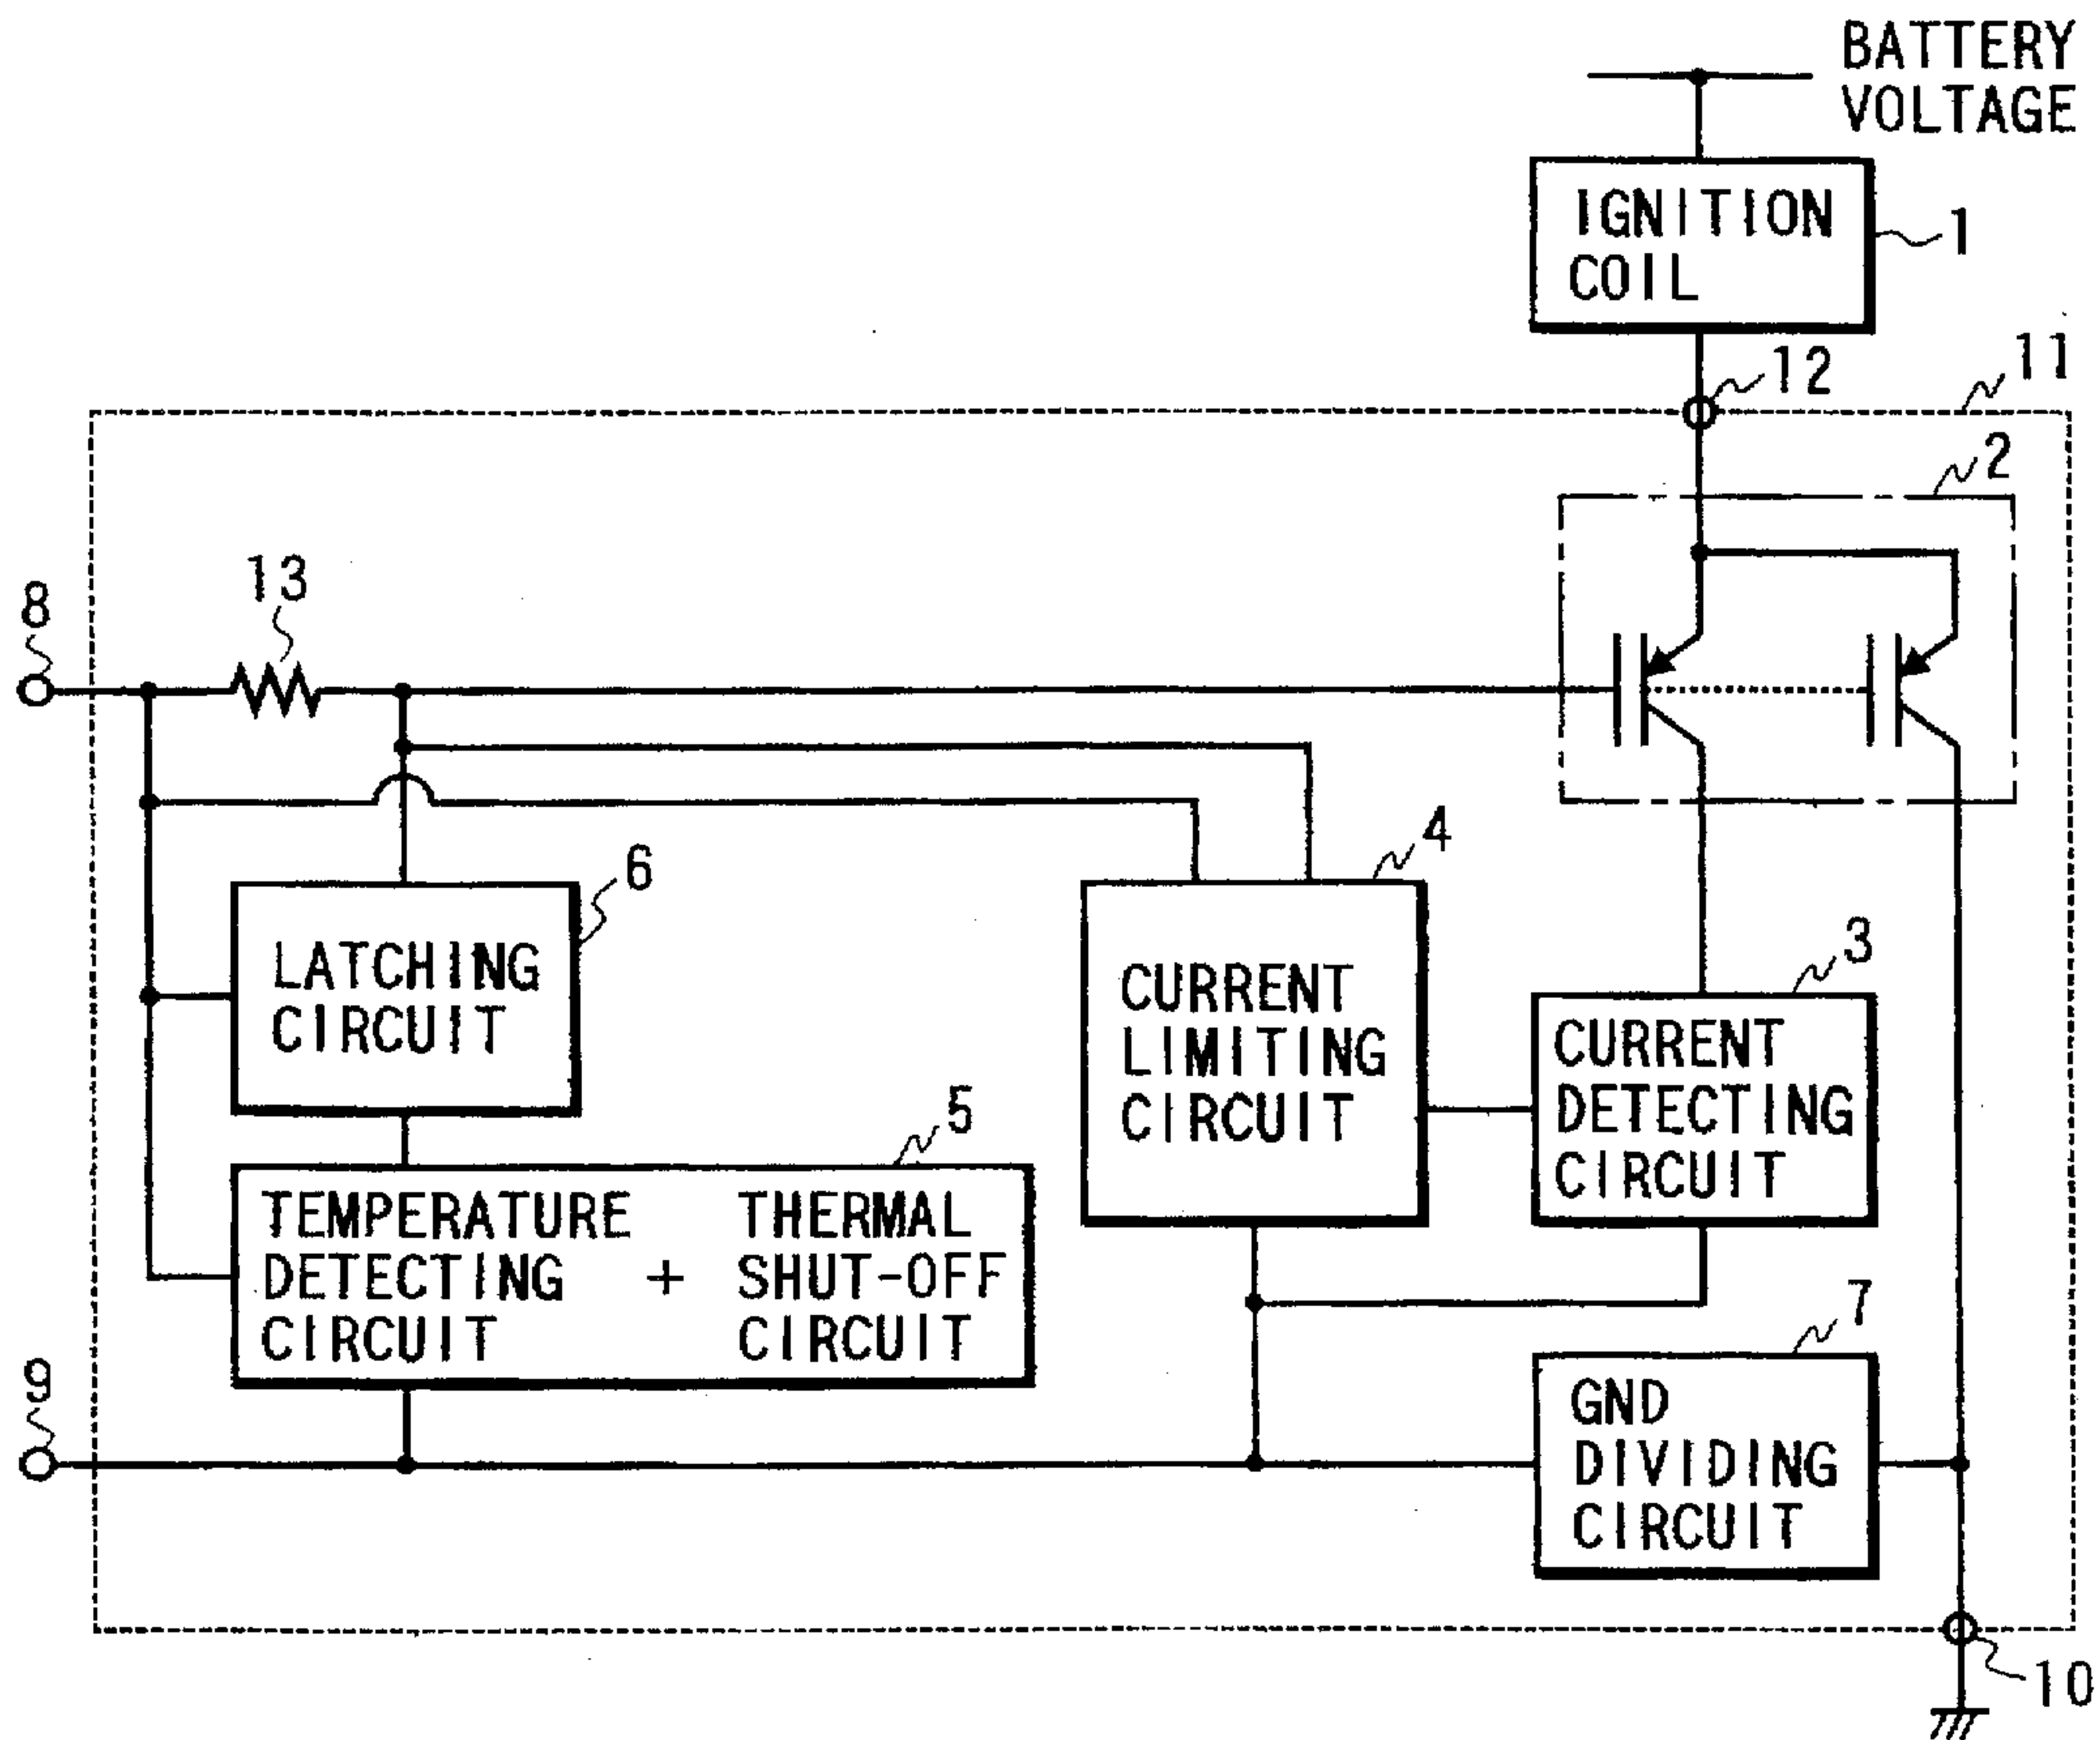 BATTERY
VOLTAGE
IGNITION
COIL
1
12
11
2
13
8
4
6
3
LATCHING
CIRCUIT
CURRENT
LIMITING
CIRCUIT
CURRENT
DETECTING
CIRCUIT
5
TEMPERATURE
DETECTING
CIRCUIT
+
THERMAL
SHUT-OFF
CIRCUIT
7
9
GND
DIVIDING
CIRCUIT
10